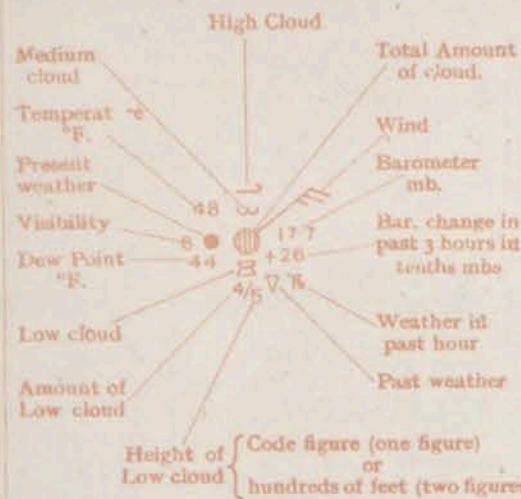 High Cloud
Medium
cloud
Total Amount
of cloud.
°F.
Wind
Present
weather
Barometer
mb.
48
177
Visibility
8
Bar. change in
past 3 hours in
tenths mbs
+26
Dew Point
°F.
44
4/5
Low cloud
Weather in
past hour
Amount of
Low cloud
Past weather
Height of
Low cloud
Code figure (one figure)
or
hundreds of feet (two figures